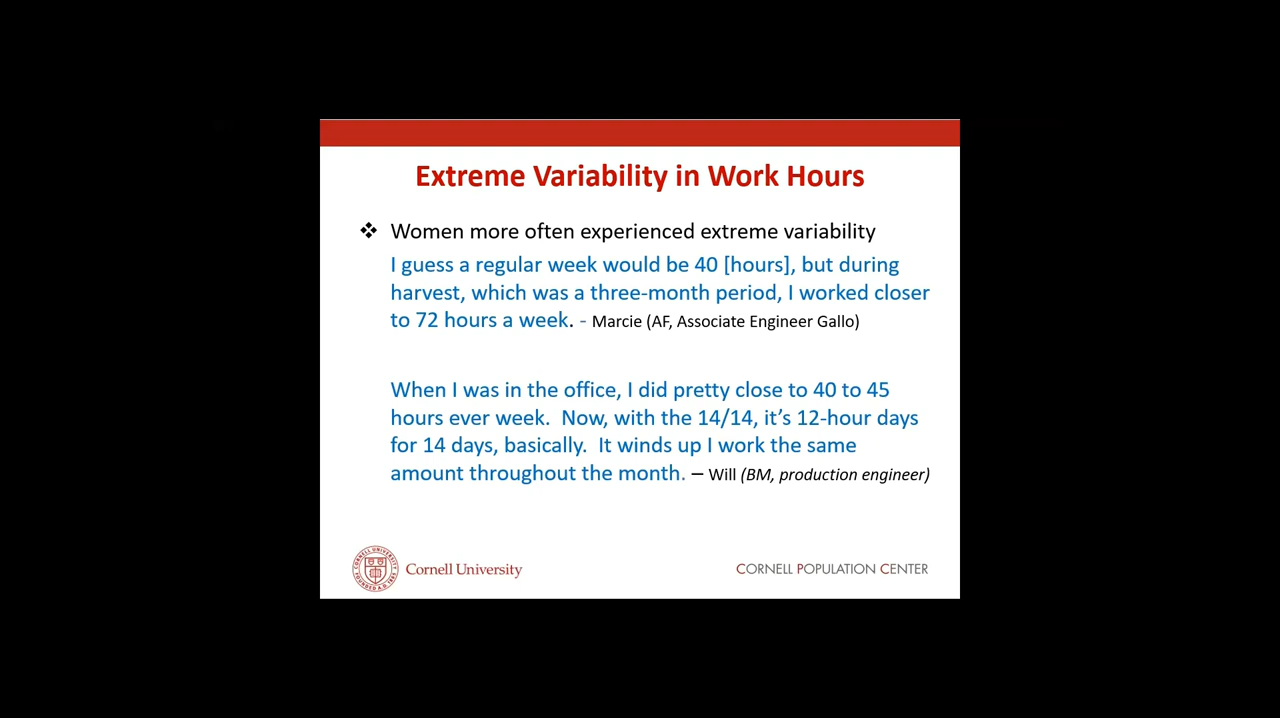 Extreme Variability in Work Hours
❖ Women more often experienced extreme variability
I guess a regular week would be 40 [hours], but during
harvest, which was a three-month period, I worked closer
to 72 hours a week. - Marcie (AF, Associate Engineer Gallo)
When I was in the office, I did pretty close to 40 to 45
hours ever week.  Now, with the 14/14, it's 12-hour days
for 14 days, basically.  It winds up I work the same
amount throughout the month. – Will (BM, production engineer)
Cornell University
CORNELL POPULATION CENTER